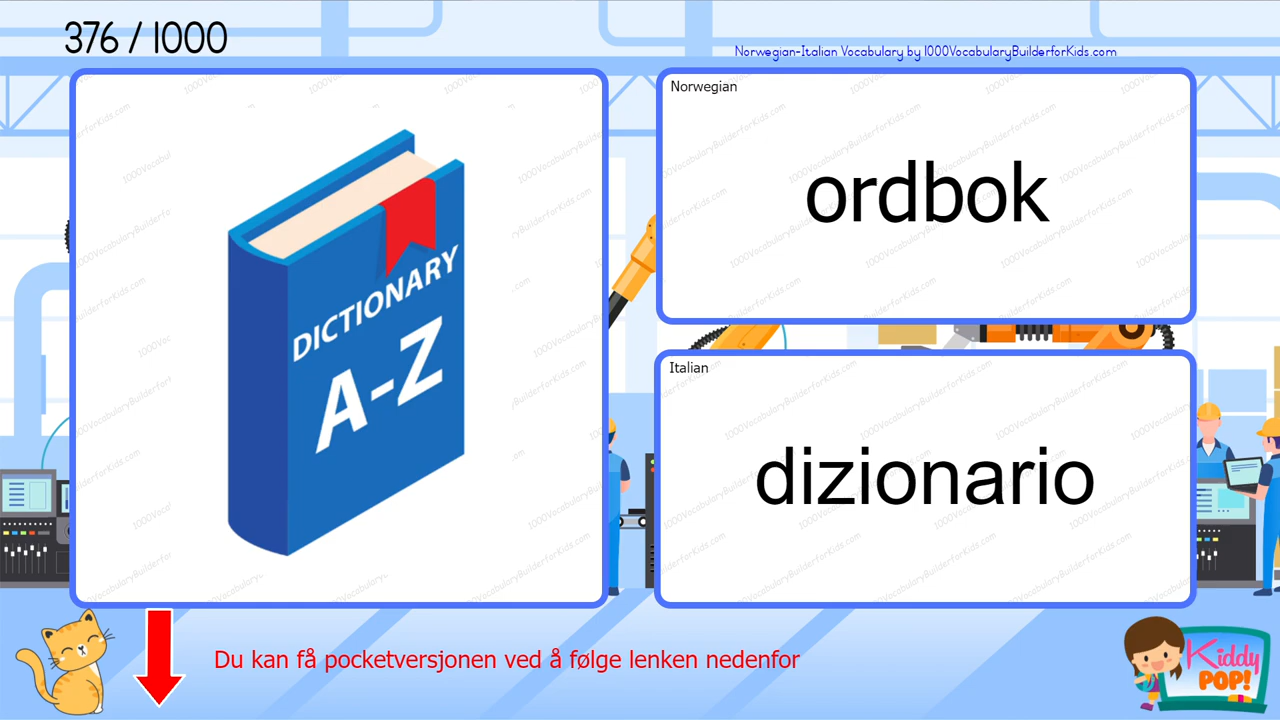 376 / 1000
Norwegian-Italian Vocabulary by 1000VocabularyBuilderforKids.com
Norwegian
ordbok
DICTIONARY
A-Z
Italian
dizionario
Du kan få pocketversjonen ved å følge lenken nedenfor
Kiddy
POP!